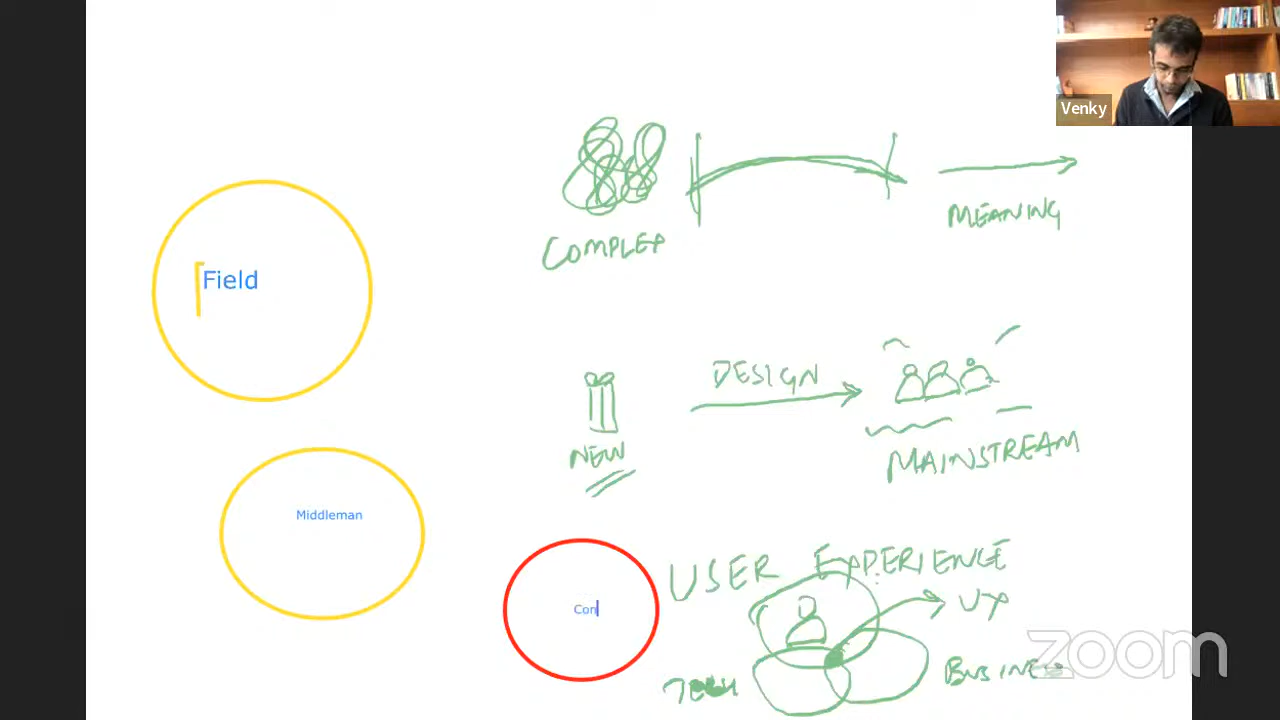 Venky
Field
COMPLEX
MEANING
DESIGN
NEW
MAINSTREAM
Middleman
USER EXPERIENCE
Con
UX
TECH
BUSINESS
zoom